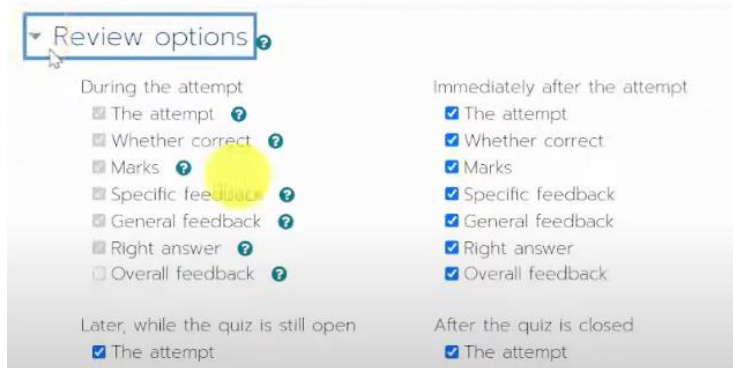 Review options
During the attempt
The attempt
Whether correct
Marks
Specific feedback
General feedback
Right answer
Overall feedback
Immediately after the attempt
The attempt
Whether correct
Marks
Specific feedback
General feedback
Right answer
Overall feedback
Later, while the quiz is still open
The attempt
After the quiz is closed
The attempt